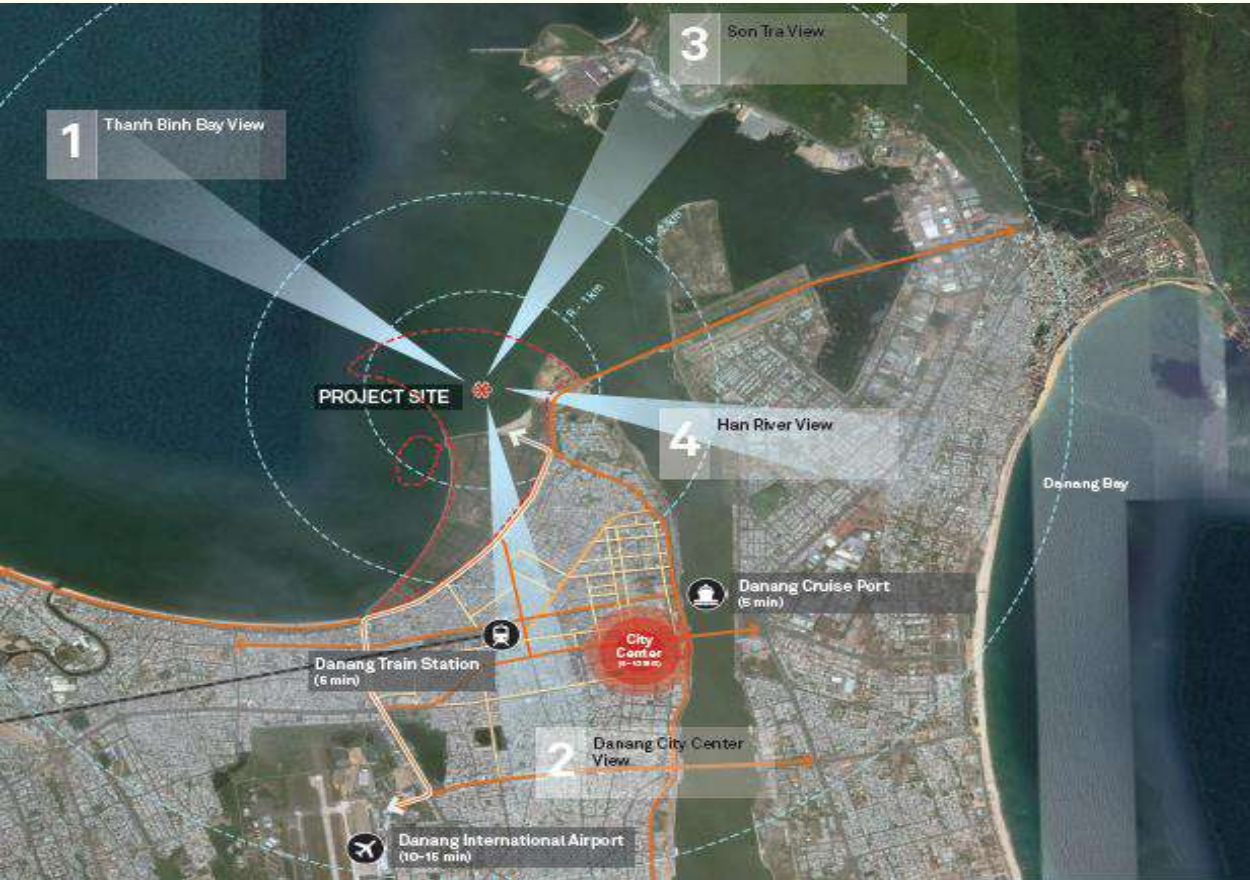 3
Son Tra View
1
Thanh Binh Bay View
R - 1km
PROJECT SITE
4
Han River View
Danang Bay
Danang Cruise Port
(5 min)
City
Center
Danang Train Station
(5 min)
2
Danang City Center
View
Danang International Airport
(10-15 min)